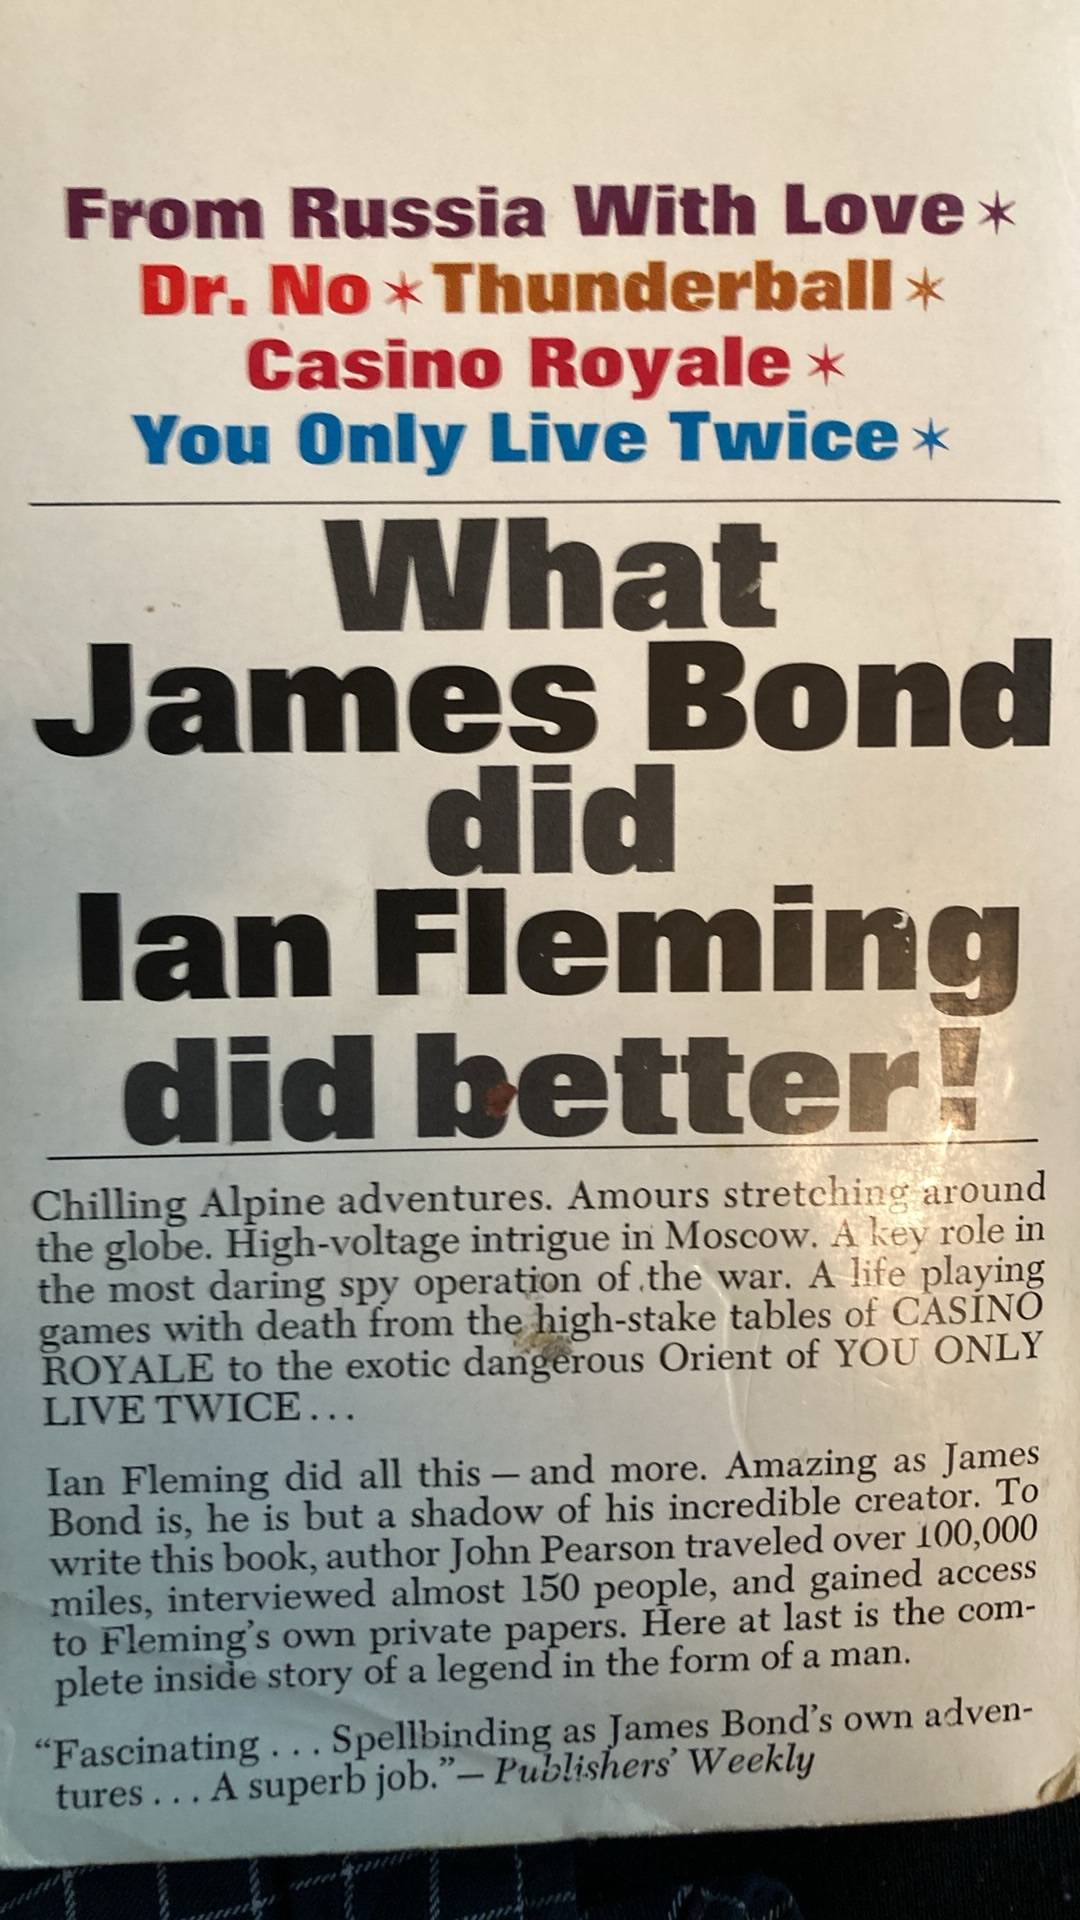 From Russia With Love *
Dr. No * Thunderball *
Casino Royale *
You Only Live Twice *
What
James Bond
did
Ian Fleming
did better!
Chilling Alpine adventures. Amours stretching around
the globe. High-voltage intrigue in Moscow. A key role in
the most daring spy operation of the war. A life playing
games with death from the high-stake tables of CASINO
ROYALE to the exotic dangerous Orient of YOU ONLY
LIVE TWICE...
Ian Fleming did all this — and more. Amazing as James
Bond is, he is but a shadow of his incredible creator. To
write this book, author John Pearson traveled over 100,000
miles, interviewed almost 150 people, and gained access
to Fleming's own private papers. Here at last is the com-
plete inside story of a legend in the form of a man.
“Fascinating . . . Spellbinding as James Bond's own adven-
tures . . . A superb job.”— Publishers' Weekly